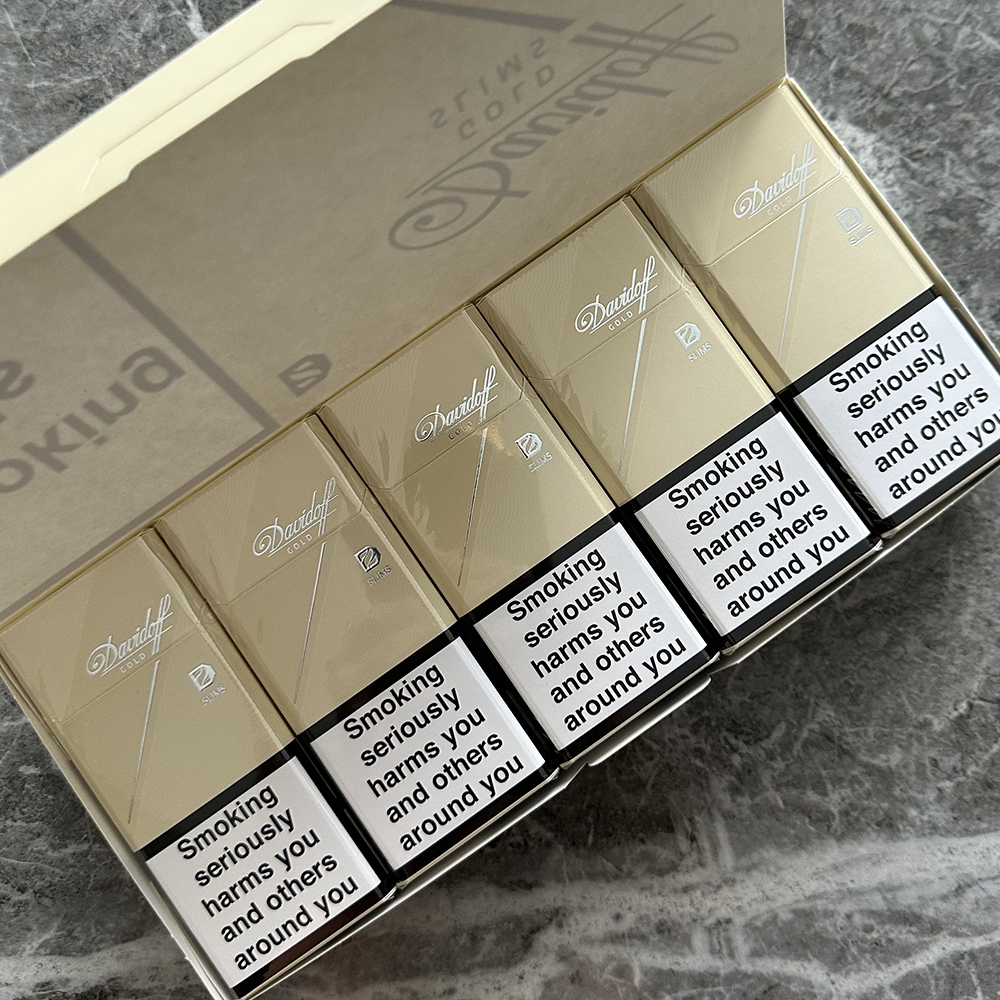 Davidoff
GOLD
SLIMS
oking
s
Davidoff
GOLD
SLIMS
Smoking
seriously
harms you
and others
around you
Davidoff
GOLD
SLIMS
Smoking
seriously
harms you
and others
around you
Davidoff
GOLD
SLIMS
Smoking
seriously
harms you
and others
around you
Davidoff
GOLD
SLIMS
Smoking
seriously
harms you
and others
around you
Davidoff
GOLD
SLIMS
Smoking
seriously
harms you
and others
around you